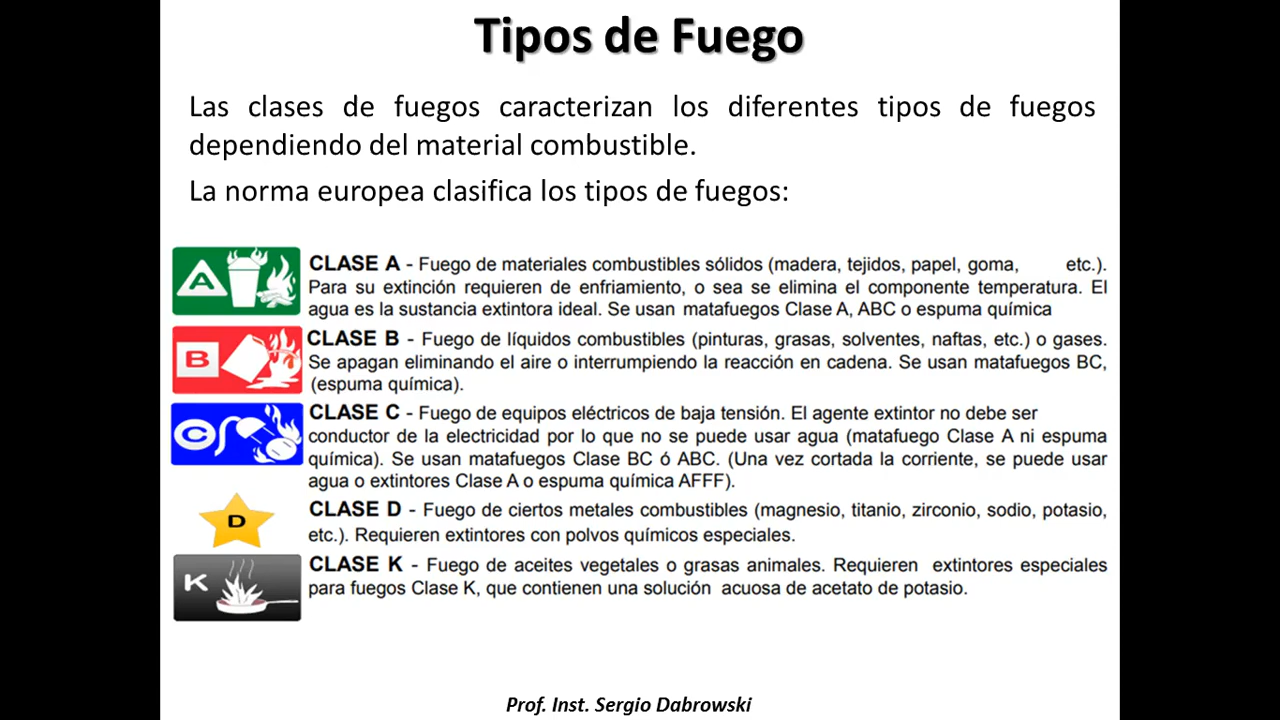 Tipos de Fuego
Las clases de fuegos caracterizan los diferentes tipos de fuegos
dependiendo del material combustible.
La norma europea clasifica los tipos de fuegos:
A
CLASE A - Fuego de materiales combustibles sólidos (madera, tejidos, papel, goma, etc.).
Para su extinción requieren de enfriamiento, o sea se elimina el componente temperatura. El
agua es la sustancia extintora ideal. Se usan matafuegos Clase A, ABC o espuma química
B
CLASE B - Fuego de líquidos combustibles (pinturas, grasas, solventes, naftas, etc.) o gases.
Se apagan eliminando el aire o interrumpiendo la reacción en cadena. Se usan matafuegos BC,
(espuma química).
C
CLASE C - Fuego de equipos eléctricos de baja tensión. El agente extintor no debe ser
conductor de la electricidad por lo que no se puede usar agua (matafuego Clase A ni espuma
química). Se usan matafuegos Clase BC ó ABC. (Una vez cortada la corriente, se puede usar
agua o extintores Clase A o espuma química AFFF).
D
CLASE D - Fuego de ciertos metales combustibles (magnesio, titanio, zirconio, sodio, potasio,
etc.). Requieren extintores con polvos químicos especiales.
K
CLASE K - Fuego de aceites vegetales o grasas animales. Requieren extintores especiales
para fuegos Clase K, que contienen una solución acuosa de acetato de potasio.
Prof. Inst. Sergio Dabrowski